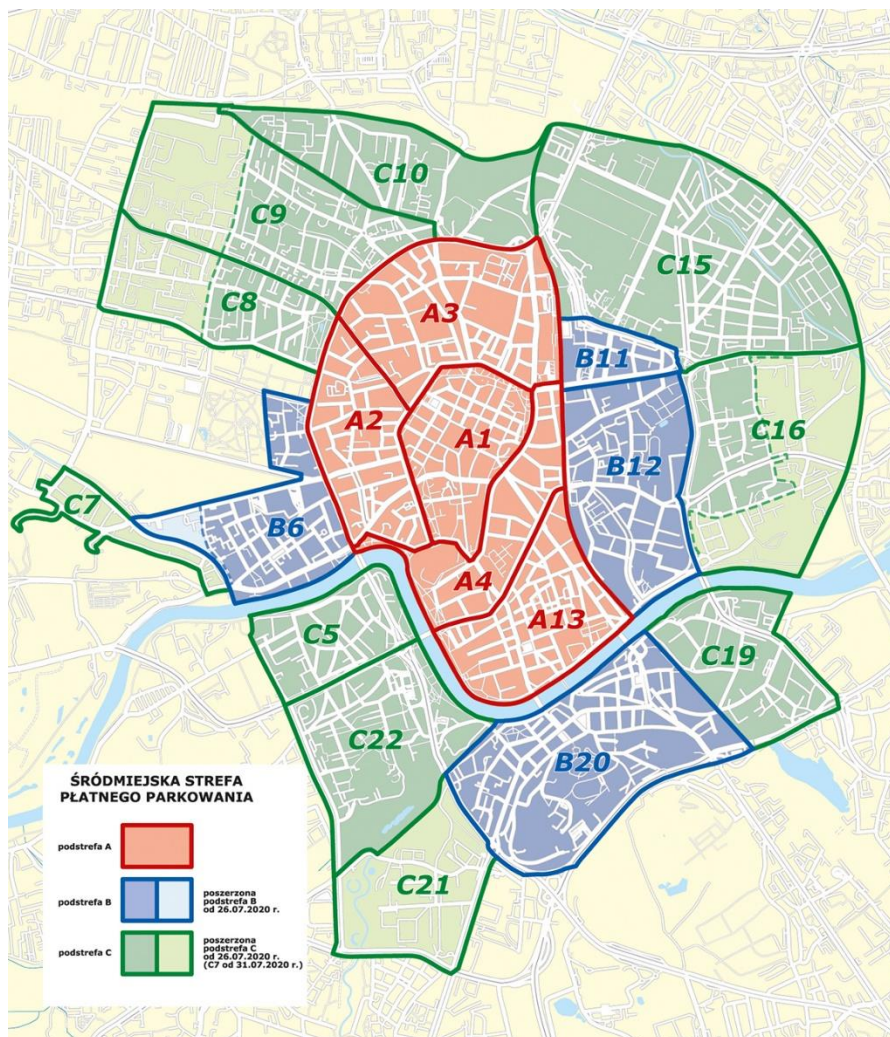 C10
C9
C15
C8
A3
B11
A2
A1
C16
B12
C7
B6
A4
A13
C5
C19
C22
B20
C21
ŚRÓDMIEJSKA STREFA
PŁATNEGO PARKOWANIA
podstrefa A
podstrefa B
poszerzona
podstrefa B
od 26.07.2020 r.
podstrefa C
poszerzona
podstrefa C
od 26.07.2020 r.
(C7 od 31.07.2020 r.)